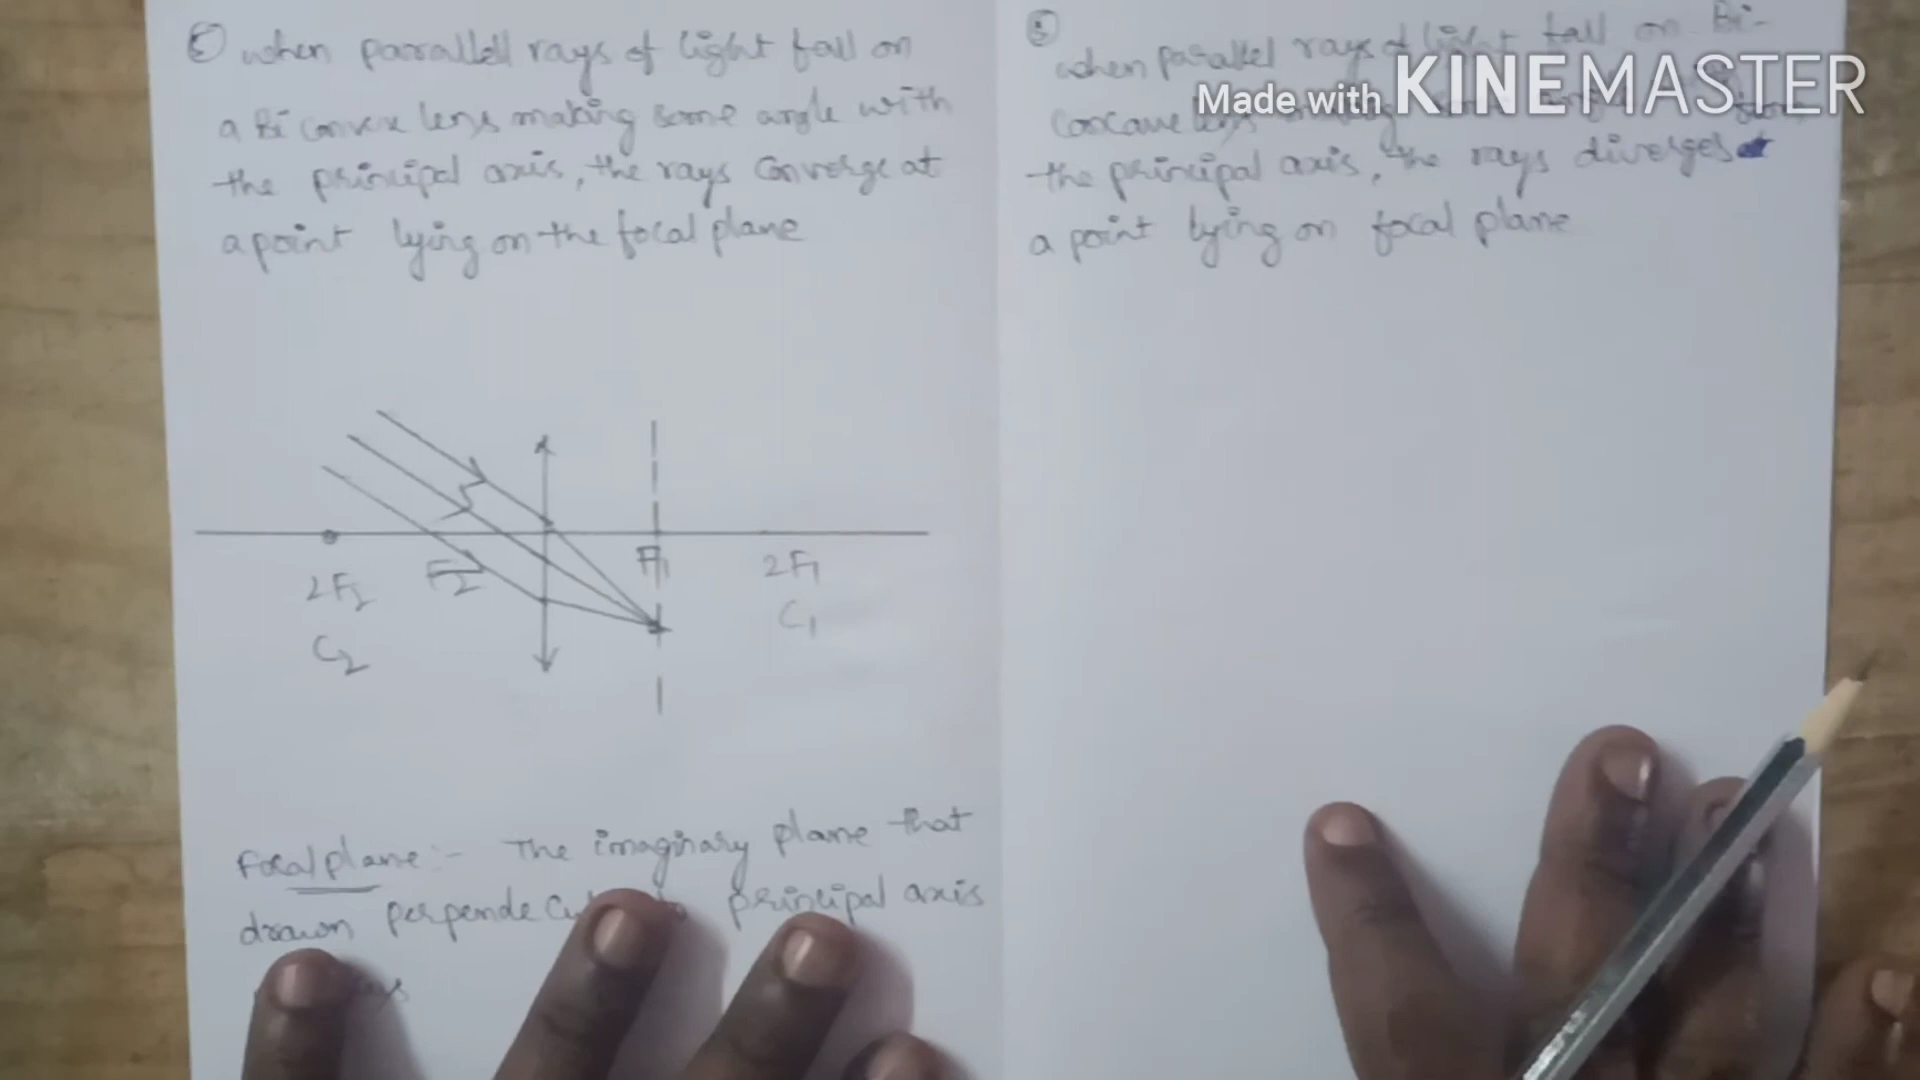 5 when parallel rays of light fall on
a Bi convex lens making some angle with
the principal axis, the rays converge at
a point lying on the focal plane
2F2
C2
F2
F1
2F1
C1
Focal plane :- The imaginary plane that
drawn principal axis
5
when parallel rays of light fall on Bi-
concave
the principal axis, the rays diverges
a point lying on focal plane
Made with KINEMASTER